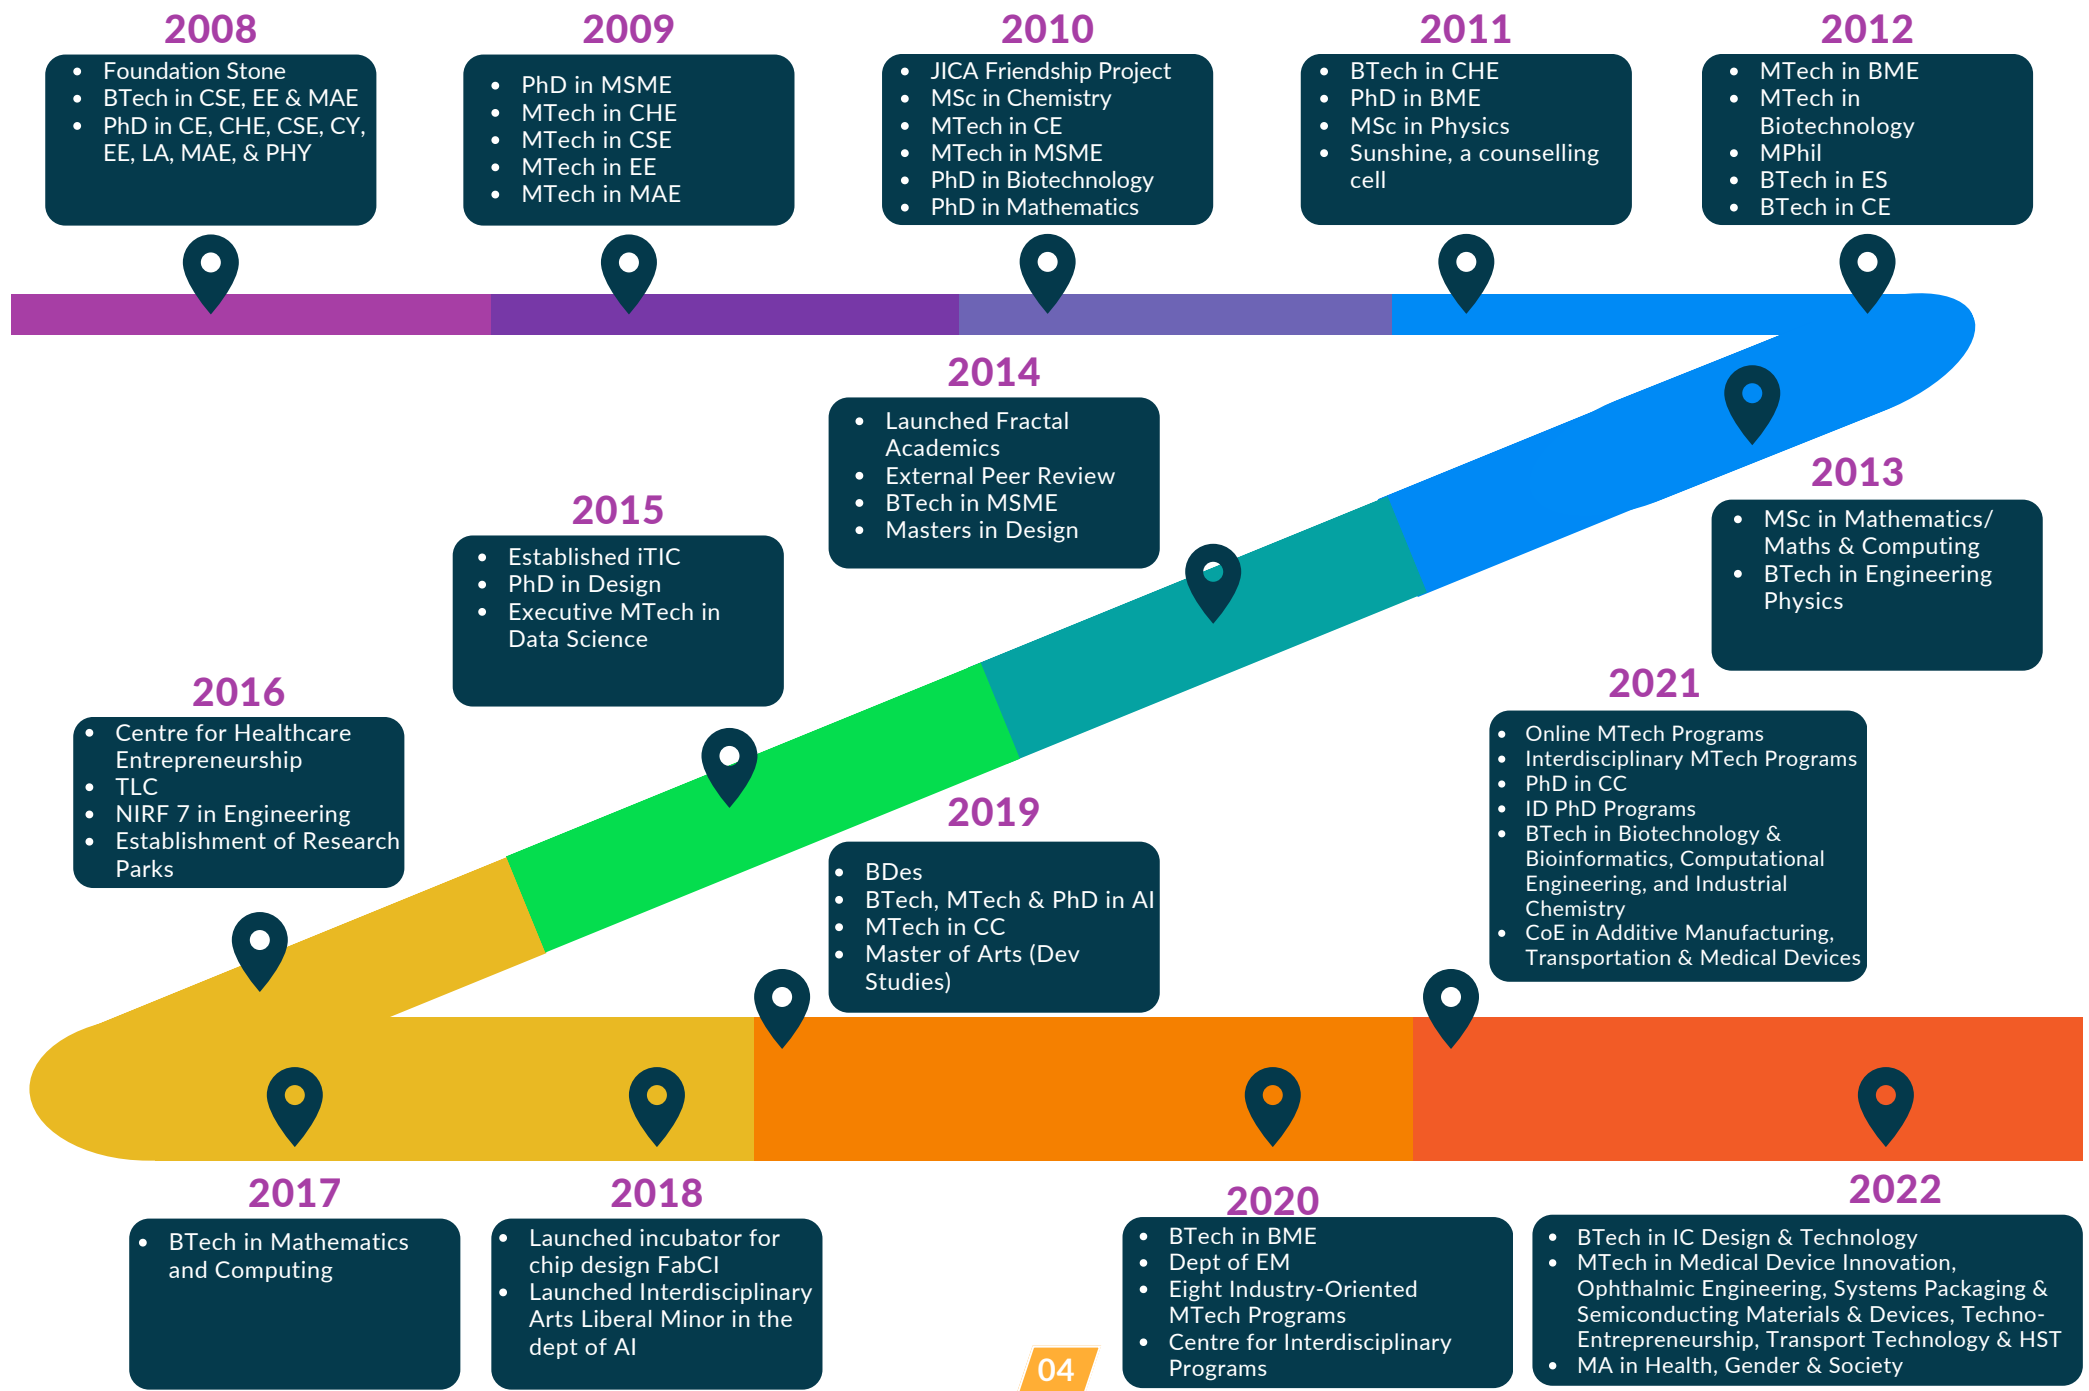 2008
• Foundation Stone
• BTech in CSE, EE & MAE
• PhD in CE, CHE, CSE, CY,
EE, LA, MAE, & PHY
2009
• PhD in MSME
• MTech in CHE
• MTech in CSE
• MTech in EE
• MTech in MAE
2010
• JICA Friendship Project
• MSc in Chemistry
• MTech in CE
• MTech in MSME
• PhD in Biotechnology
• PhD in Mathematics
2011
• BTech in CHE
• PhD in BME
• MSc in Physics
• Sunshine, a counselling
cell
2012
• MTech in BME
• MTech in
Biotechnology
• MPhil
• BTech in ES
• BTech in CE
2013
• MSc in Mathematics/
Maths & Computing
• BTech in Engineering
Physics
2014
• Launched Fractal
Academics
• External Peer Review
• BTech in MSME
• Masters in Design
2015
• Established iTIC
• PhD in Design
• Executive MTech in
Data Science
2016
• Centre for Healthcare
Entrepreneurship
• TLC
• NIRF 7 in Engineering
• Establishment of Research
Parks
2017
• BTech in Mathematics
and Computing
2018
• Launched incubator for
chip design FabCI
• Launched Interdisciplinary
Arts Liberal Minor in the
dept of AI
2019
• BDes
• BTech, MTech & PhD in AI
• MTech in CC
• Master of Arts (Dev
Studies)
2020
• BTech in BME
• Dept of EM
• Eight Industry-Oriented
MTech Programs
• Centre for Interdisciplinary
Programs
2021
• Online MTech Programs
• Interdisciplinary MTech Programs
• PhD in CC
• ID PhD Programs
• BTech in Biotechnology &
Bioinformatics, Computational
Engineering, and Industrial
Chemistry
• CoE in Additive Manufacturing,
Transportation & Medical Devices
2022
• BTech in IC Design & Technology
• MTech in Medical Device Innovation,
Ophthalmic Engineering, Systems Packaging &
Semiconducting Materials & Devices, Techno-
Entrepreneurship, Transport Technology & HST
• MA in Health, Gender & Society
04